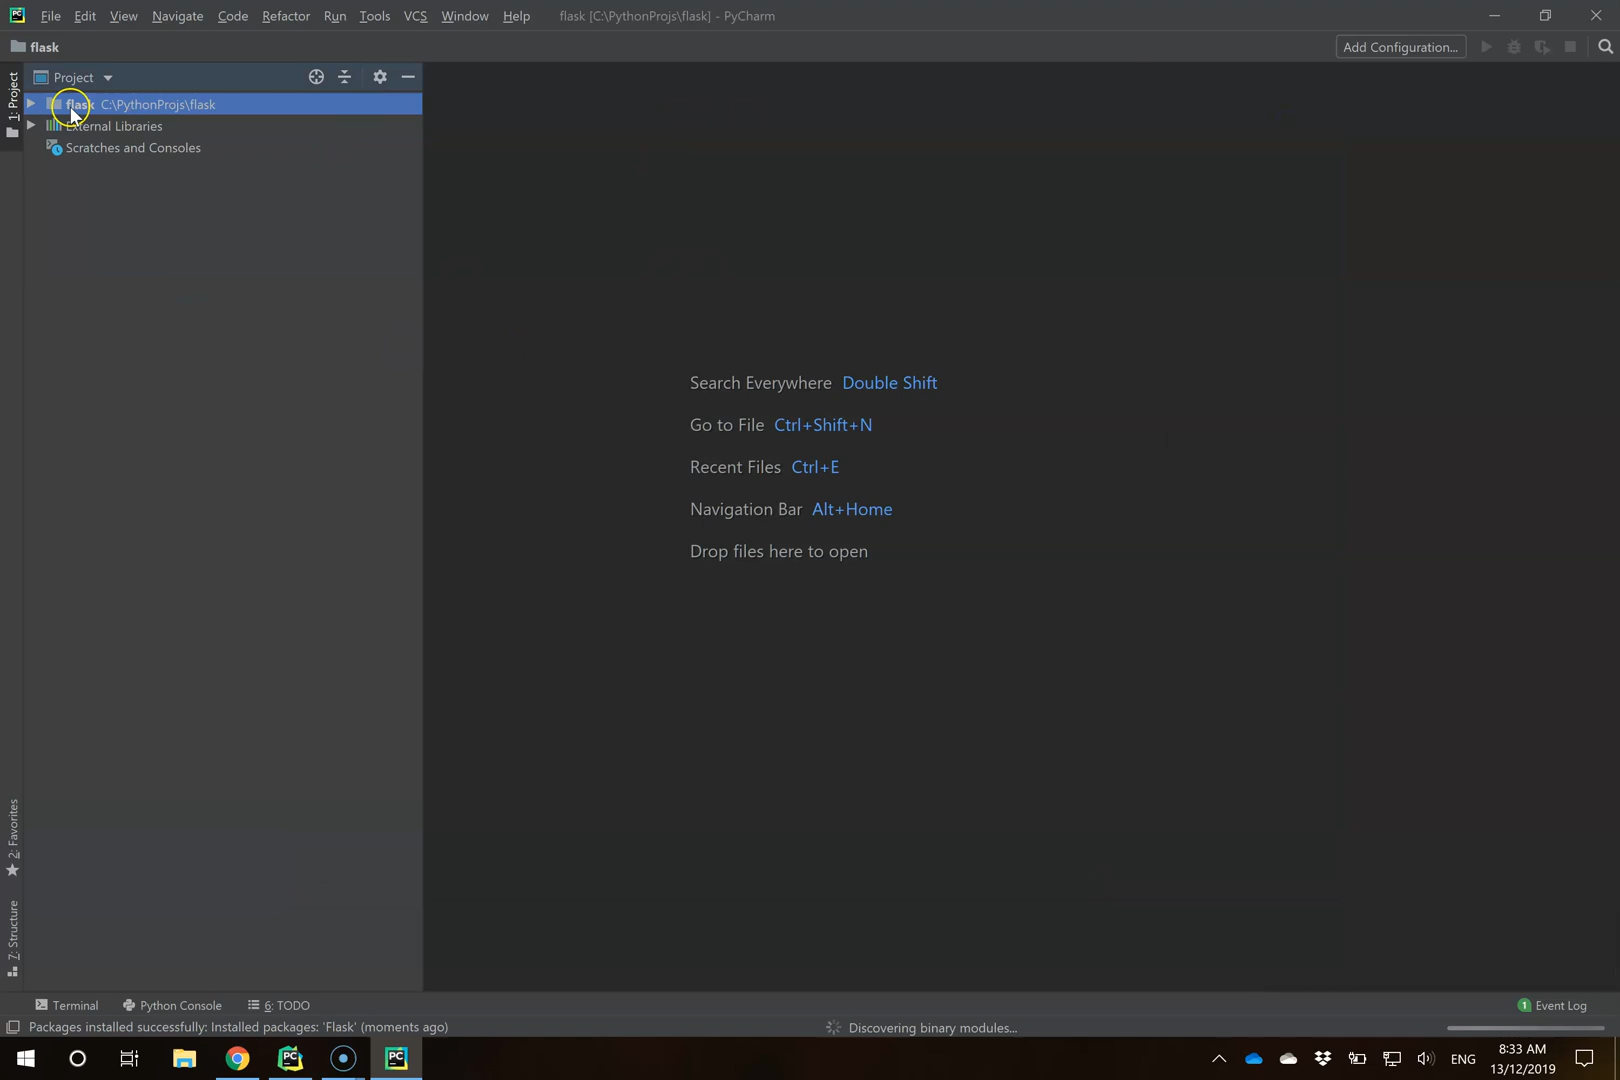 File Edit View Navigate Code Refactor Run Tools VCS Window Help flask [C:\PythonProjs\flask] - PyCharm
flask Add Configuration...
1: Project
Project
flask C:\PythonProjs\flask
External Libraries
Scratches and Consoles
Search Everywhere Double Shift
Go to File Ctrl+Shift+N
Recent Files Ctrl+E
Navigation Bar Alt+Home
Drop files here to open
2: Favorites
7: Structure
Terminal Python Console 6: TODO 1 Event Log
Packages installed successfully: Installed packages: 'Flask' (moments ago) Discovering binary modules...
PC PC ENG 8:33 AM
13/12/2019